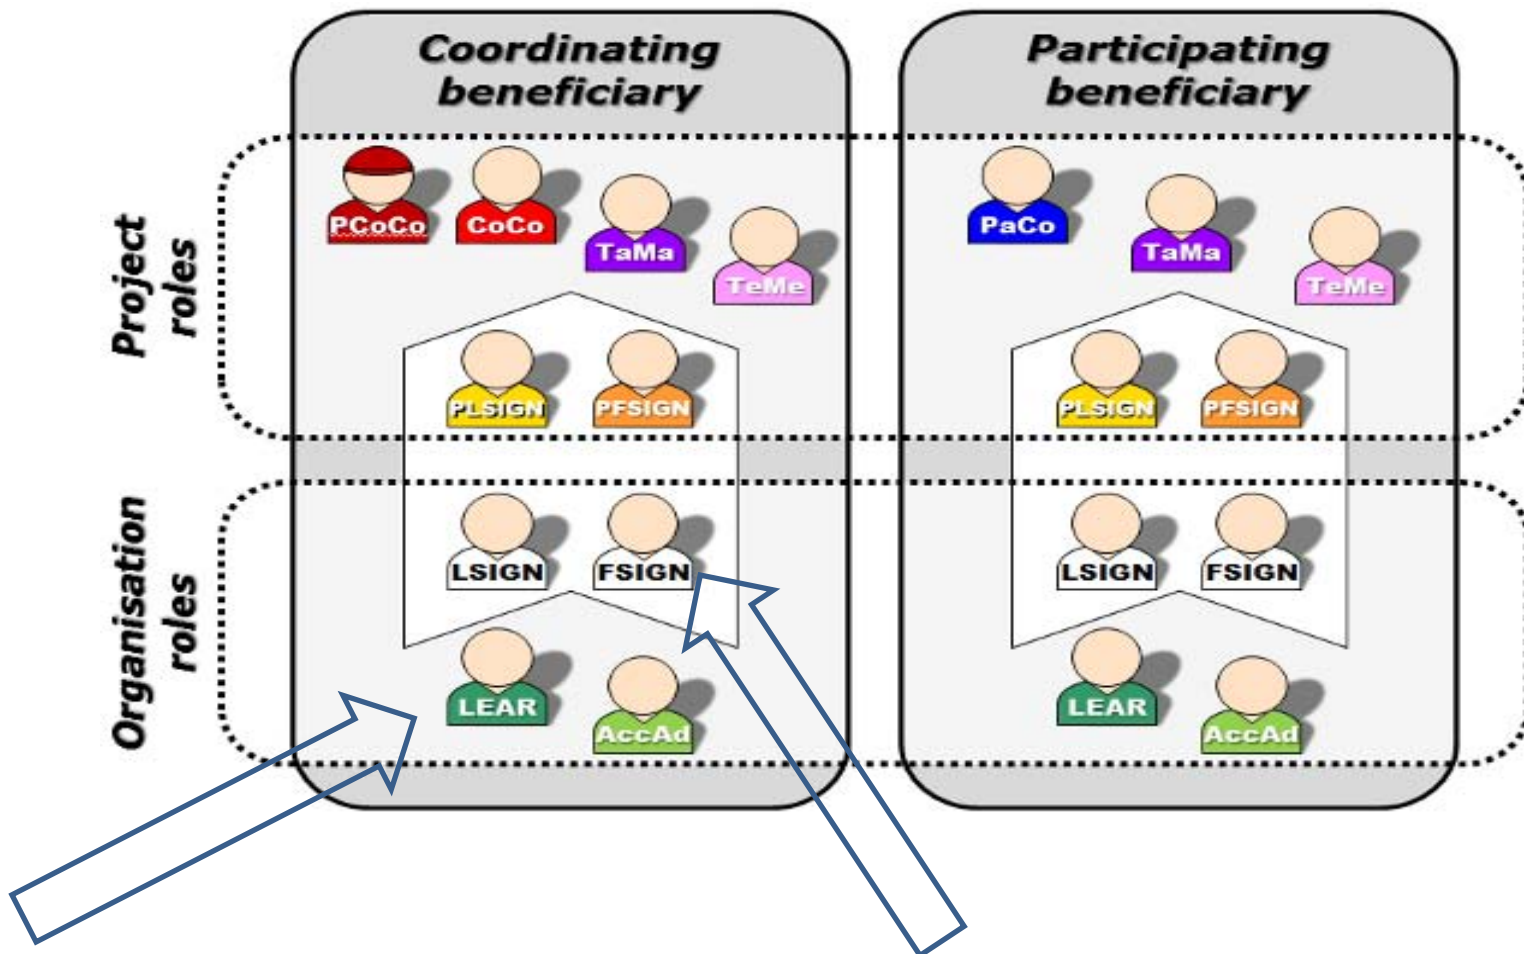 Coordinating
beneficiary
Participating
beneficiary
Project
roles
PCoCo
CoCo
TaMa
TeMe
PaCo
TaMa
TeMe
PLSIGN
PFSIGN
PLSIGN
PFSIGN
Organisation
roles
LSIGN
FSIGN
LSIGN
FSIGN
LEAR
AccAd
LEAR
AccAd